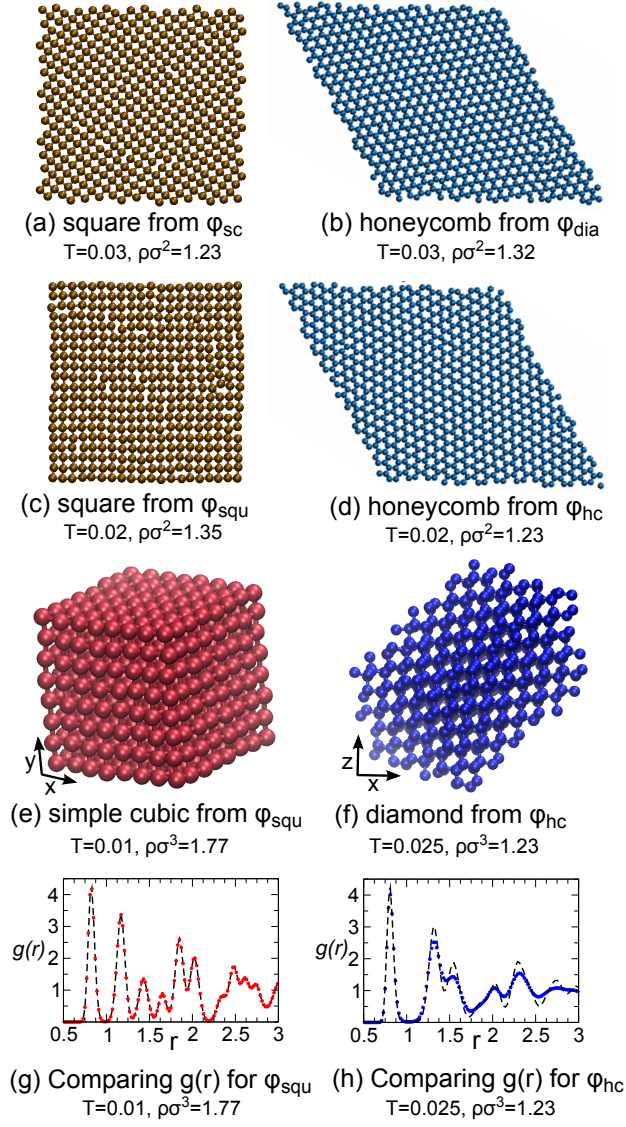 (a) square from φsc
T=0.03, ρσ²=1.23
(b) honeycomb from φdia
T=0.03, ρσ²=1.32
(c) square from φsqu
T=0.02, ρσ²=1.35
(d) honeycomb from φhc
T=0.02, ρσ²=1.23
y
x
z
x
(e) simple cubic from φsqu
T=0.01, ρσ³=1.77
(f) diamond from φhc
T=0.025, ρσ³=1.23
4
3
g(r)
2
1
0.5 1 1.5 2 2.5 3
r
4
3
g(r)
2
1
0.5 1 1.5 2 2.5 3
r
(g) Comparing g(r) for φsqu
T=0.01, ρσ³=1.77
(h) Comparing g(r) for φhc
T=0.025, ρσ³=1.23